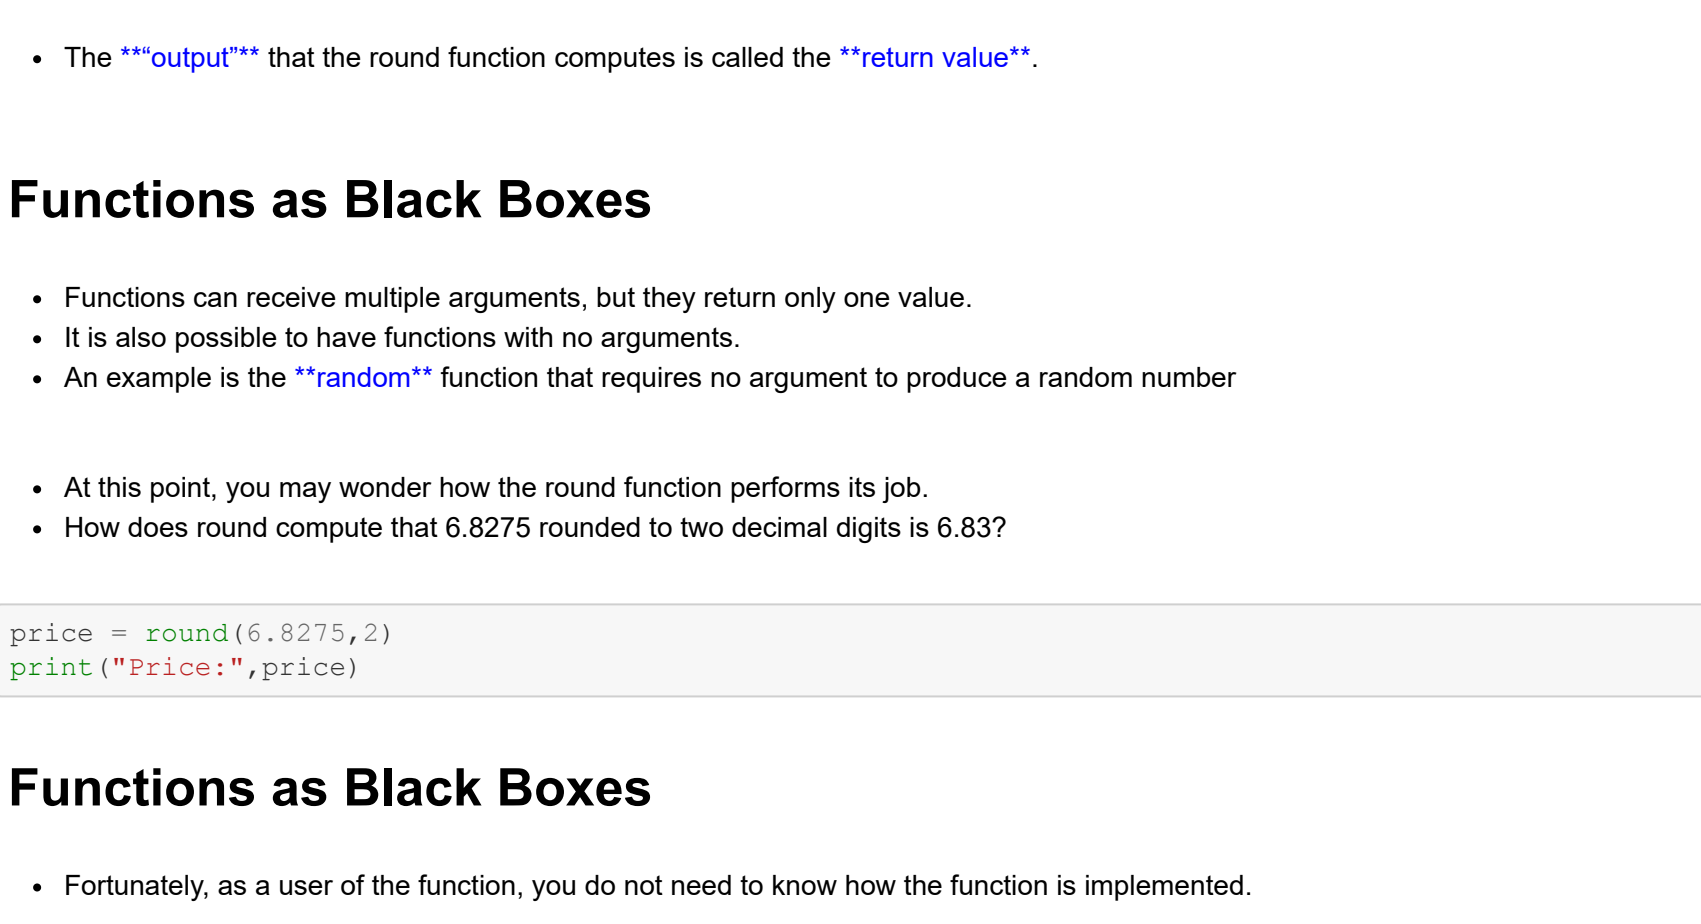 • The **“output”** that the round function computes is called the **return value**.
Functions as Black Boxes
• Functions can receive multiple arguments, but they return only one value.
• It is also possible to have functions with no arguments.
• An example is the **random** function that requires no argument to produce a random number
• At this point, you may wonder how the round function performs its job.
• How does round compute that 6.8275 rounded to two decimal digits is 6.83?
price = round(6.8275,2)
print("Price:",price)
Functions as Black Boxes
• Fortunately, as a user of the function, you do not need to know how the function is implemented.